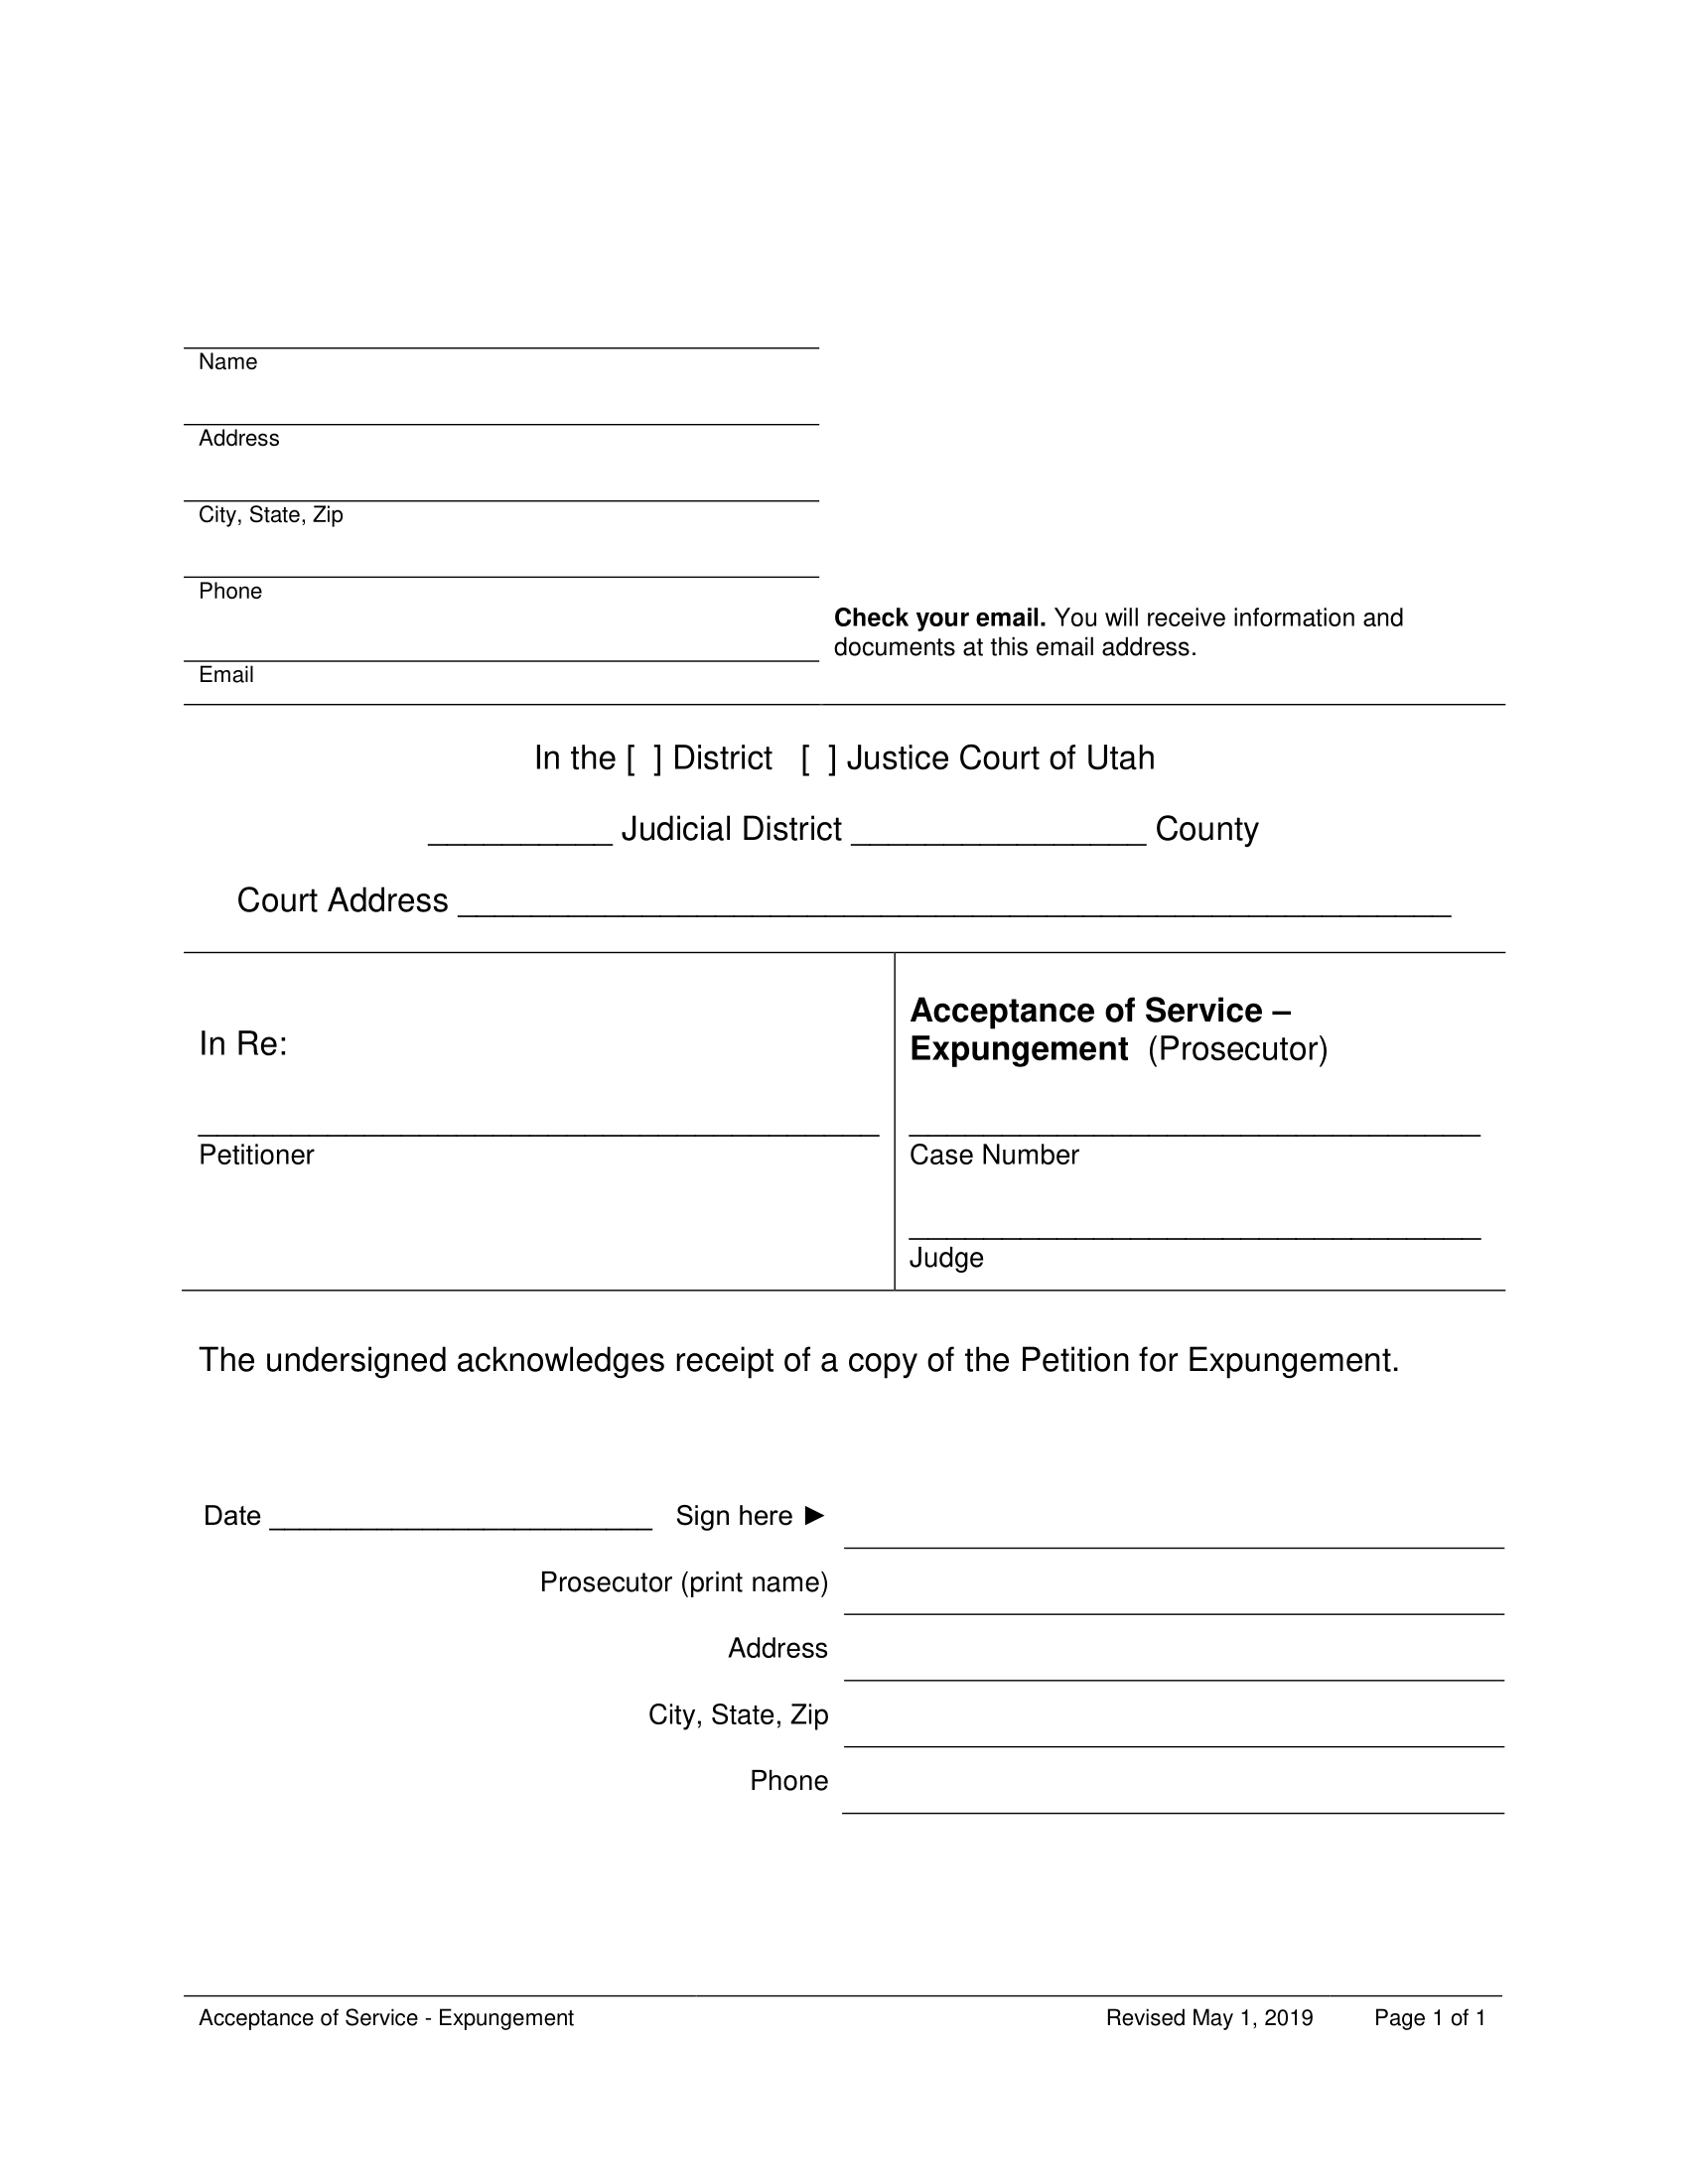 Name
Address
City, State, Zip
Phone
Check your email. You will receive information and
documents at this email address.
Email
In the [  ] District   [  ] Justice Court of Utah
__________ Judicial District ________________ County
Court Address ______________________________________________________
In Re:
_____________________________________
Petitioner
Acceptance of Service –
Expungement  (Prosecutor)
_______________________________
Case Number
_______________________________
Judge
The undersigned acknowledges receipt of a copy of the Petition for Expungement.
Date _________________________ Sign here ►
Prosecutor (print name)
Address
City, State, Zip
Phone
Acceptance of Service - Expungement Revised May 1, 2019 Page 1 of 1